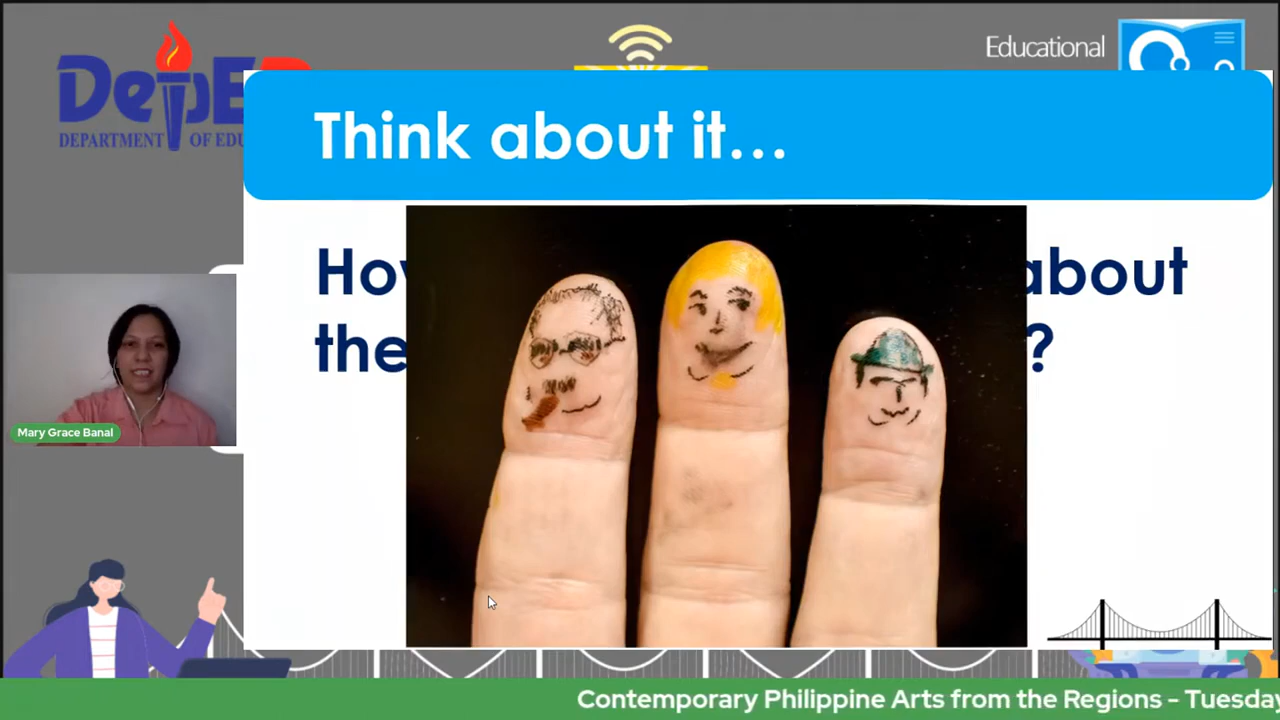 DepED
DEPARTMENT OF EDU
Educational
Think about it...
How about
the ?
Mary Grace Banal
Contemporary Philippine Arts from the Regions - Tuesday